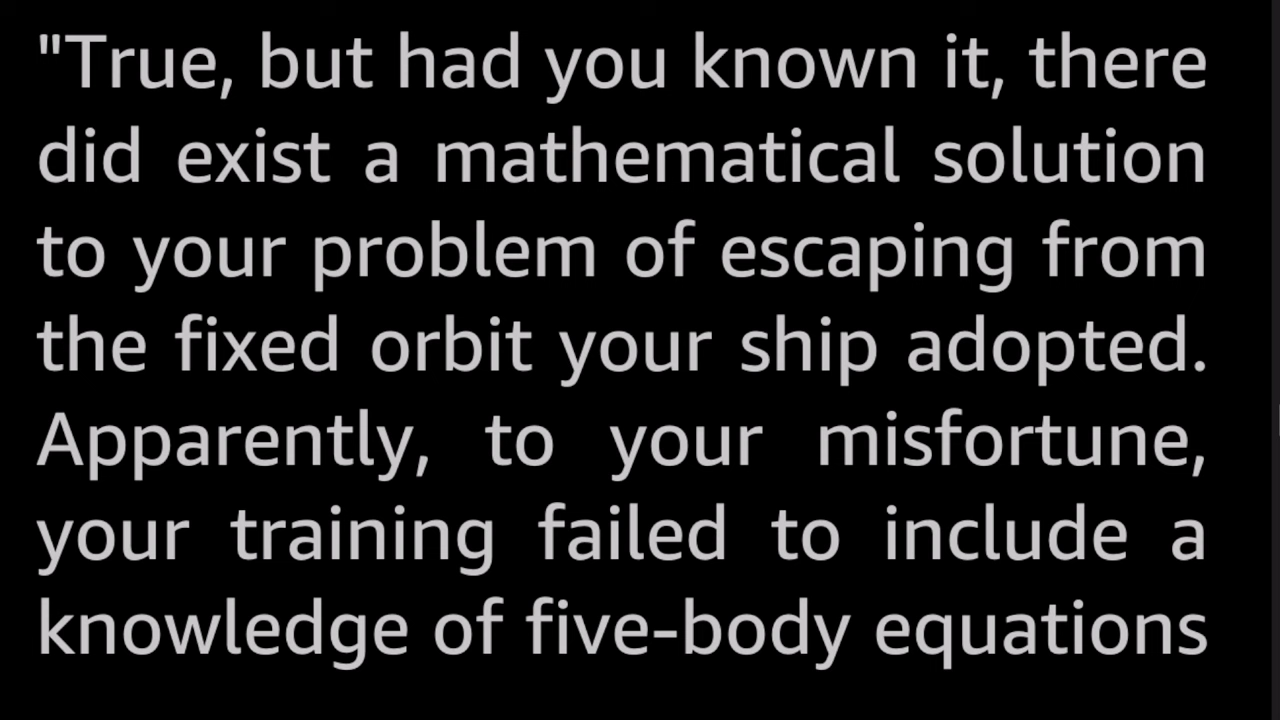 "True, but had you known it, there
did exist a mathematical solution
to your problem of escaping from
the fixed orbit your ship adopted.
Apparently, to your misfortune,
your training failed to include a
knowledge of five-body equations